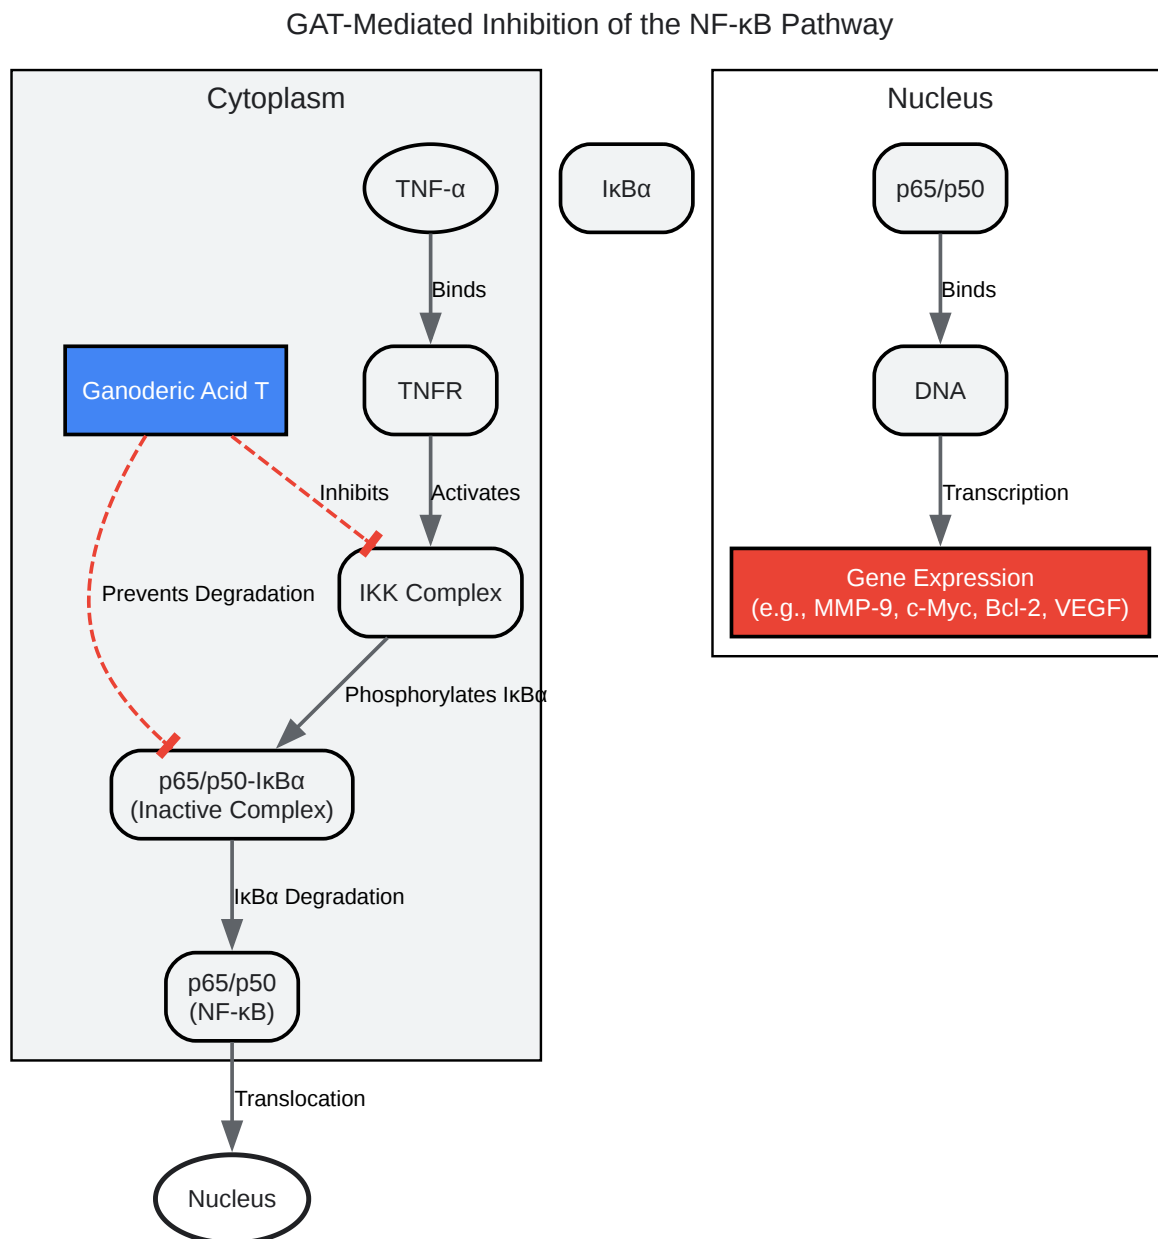 GAT-Mediated Inhibition of the NF-κB Pathway
Cytoplasm
TNF-α
Binds
Ganoderic Acid T
TNFR
Inhibits
Activates
IKK Complex
Prevents Degradation
Phosphorylates IκBα
p65/p50-IκBα
(Inactive Complex)
IκBα Degradation
p65/p50
(NF-κB)
Translocation
Nucleus
IκBα
Nucleus
p65/p50
Binds
DNA
Transcription
Gene Expression
(e.g., MMP-9, c-Myc, Bcl-2, VEGF)